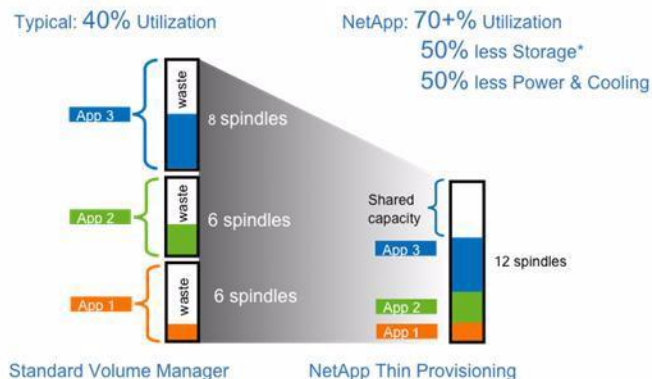 Typical: 40% Utilization
NetApp: 70+% Utilization
50% less Storage*
50% less Power & Cooling
waste
App 3
8 spindles
waste
App 2
6 spindles
waste
App 1
6 spindles
Shared
capacity
App 3
12 spindles
App 2
App 1
Standard Volume Manager
NetApp Thin Provisioning